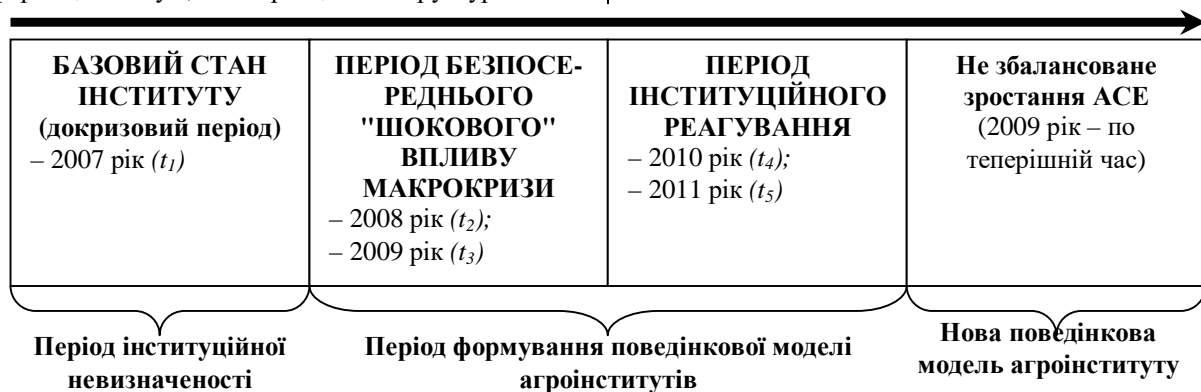 БАЗОВИЙ СТАН
ІНСТИТУТУ
(докризовий період)
– 2007 рік (t1)
ПЕРІОД БЕЗПОСЕ-
РЕДНЬОГО
"ШОКОВОГО"
ВПЛИВУ
МАКРОКРИЗИ
– 2008 рік (t2);
– 2009 рік (t3)
ПЕРІОД
ІНСТИТУЦІЙНОГО
РЕАГУВАННЯ
– 2010 рік (t4);
– 2011 рік (t5)
Не збалансоване
зростання АСЕ
(2009 рік – по
теперішній час)
Період інституційної
невизначеності
Період формування поведінкової моделі
агроінститутів
Нова поведінкова
модель агроінституту